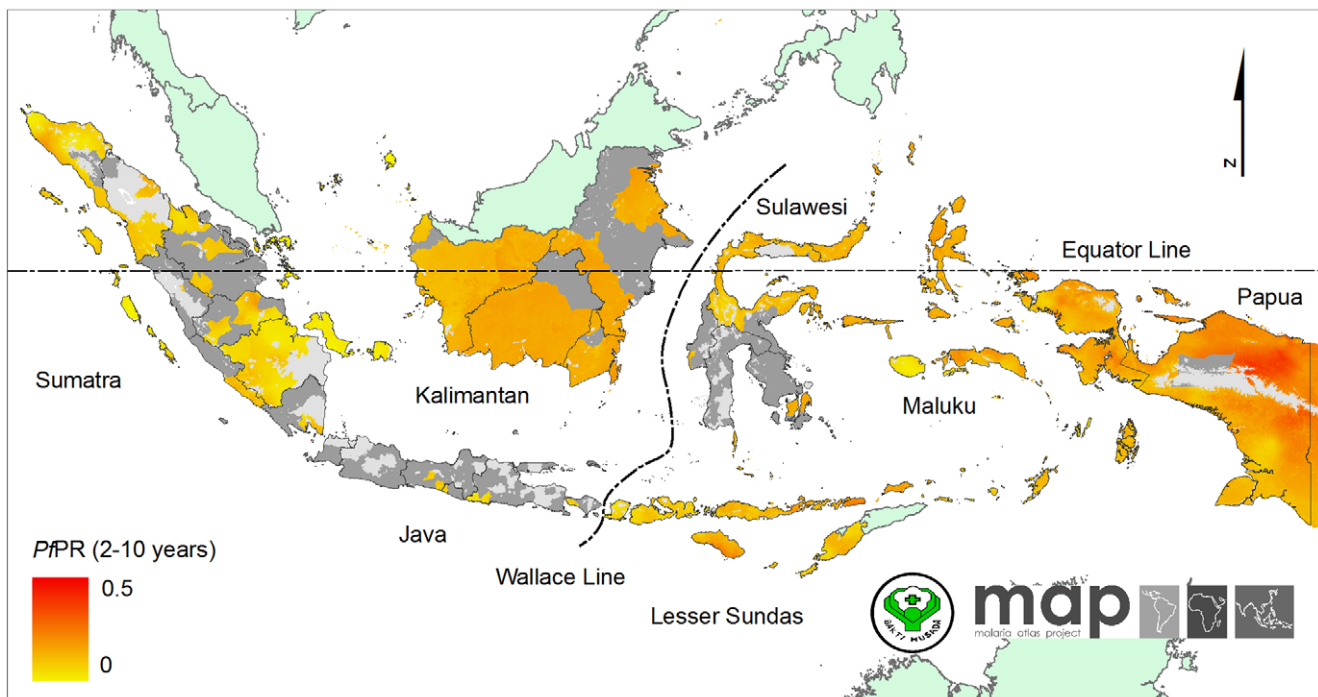 N
Sulawesi
Equator Line
Papua
Sumatra
Kalimantan
Maluku
Java
PfPR (2-10 years)
0.5
0
Wallace Line
Lesser Sundas
BAKTI HUSADA
map
malaria atlas project